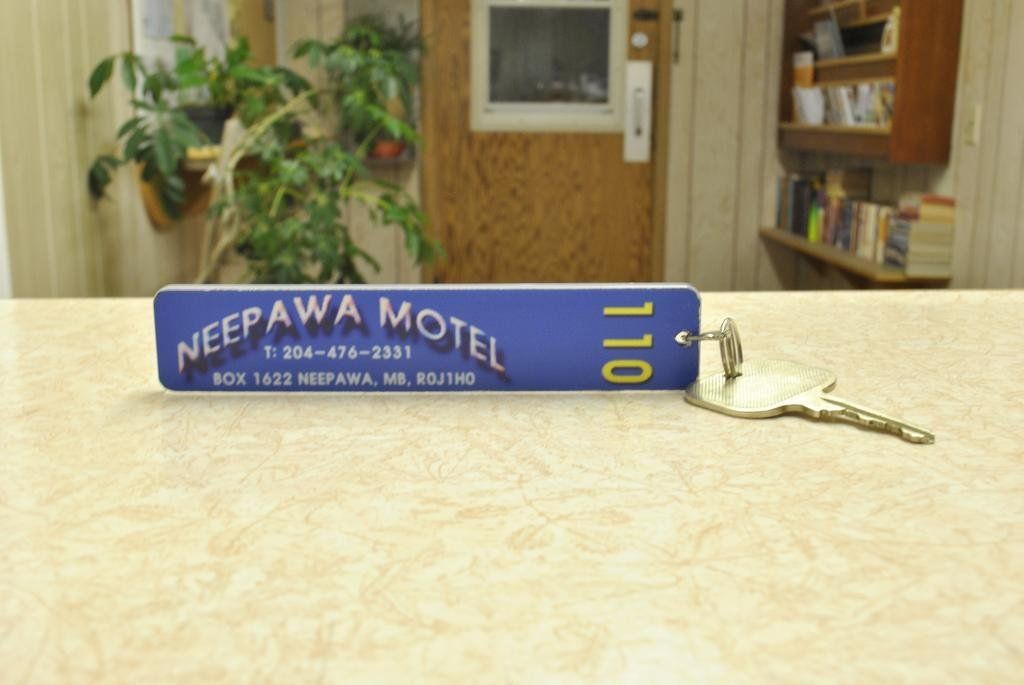 NEEPAWA MOTEL
T: 204-476-2331
BOX 1622 NEEPAWA, MB, R0J1H0
110